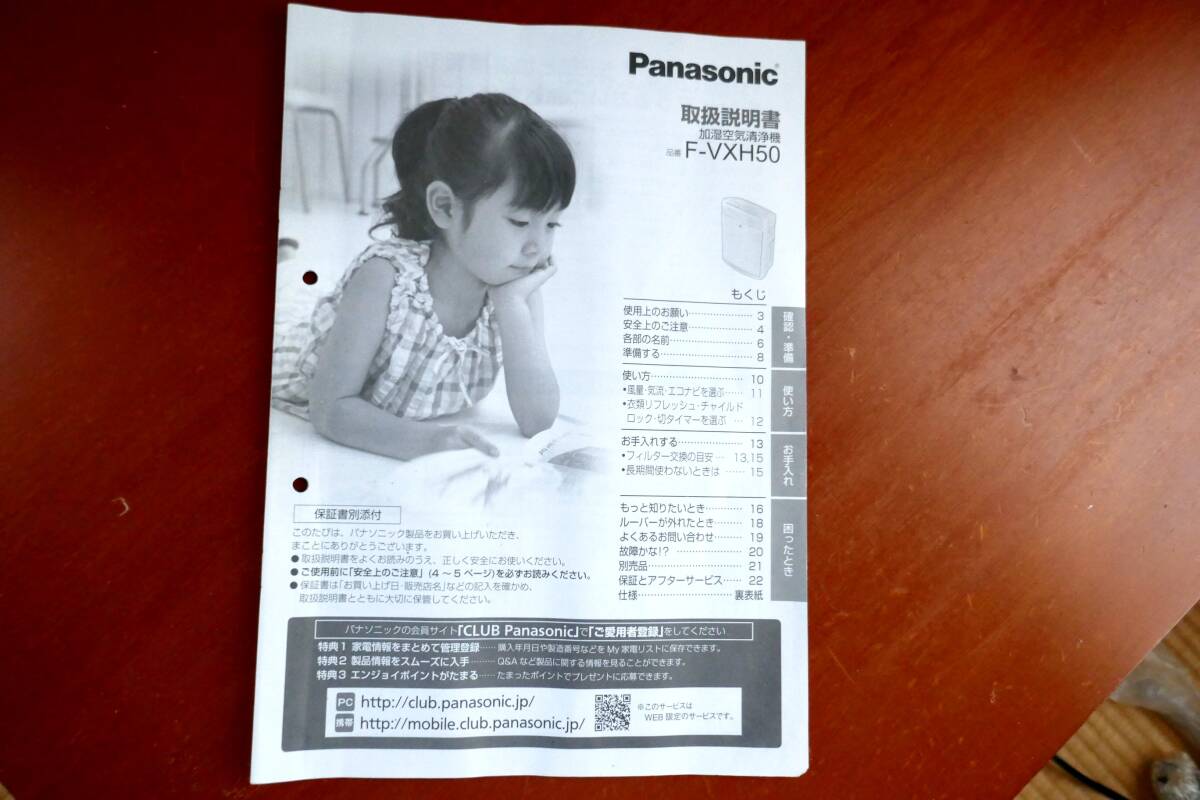 Panasonic
取扱説明書
加湿空気清浄機
品番 F-VXH50
もくじ
使用上のお願い………………… 3
安全上のご注意………………… 4
各部の名前……………………… 6
準備する………………………… 8
確認・準備
使い方………………………… 10
•風量・気流・エコナビを選ぶ…… 11
•衣類リフレッシュ・チャイルド
ロック・切タイマーを選ぶ … 12
使い方
お手入れする………………… 13
•フィルター交換の目安… 13,15
•長期間使わないときは …… 15
お手入れ
もっと知りたいとき………… 16
ルーバーが外れたとき……… 18
よくあるお問い合わせ……… 19
故障かな!? ………………… 20
別売品………………………… 21
保証とアフターサービス…… 22
仕様………………………… 裏表紙
困ったとき
保証書別添付
このたびは、パナソニック製品をお買い上げいただき、
まことにありがとうございます。
●取扱説明書をよくお読みのうえ、正しく安全にお使いください。
●ご使用前に「安全上のご注意」(4～5ページ)を必ずお読みください。
●保証書は「お買い上げ日・販売店名」などの記入を確かめ、
取扱説明書とともに大切に保管してください。
パナソニックの会員サイト「CLUB Panasonic」で「ご愛用者登録」をしてください
特典1 家電情報をまとめて管理登録……購入年月日や製造番号などをMy家電リストに保存できます。
特典2 製品情報をスムーズに入手………Q&Aなど製品に関する情報を見ることができます。
特典3 エンジョイポイントがたまる……たまったポイントでプレゼントに応募できます。
PC http://club.panasonic.jp/
携帯 http://mobile.club.panasonic.jp/
※このサービスは
WEB限定のサービスです。